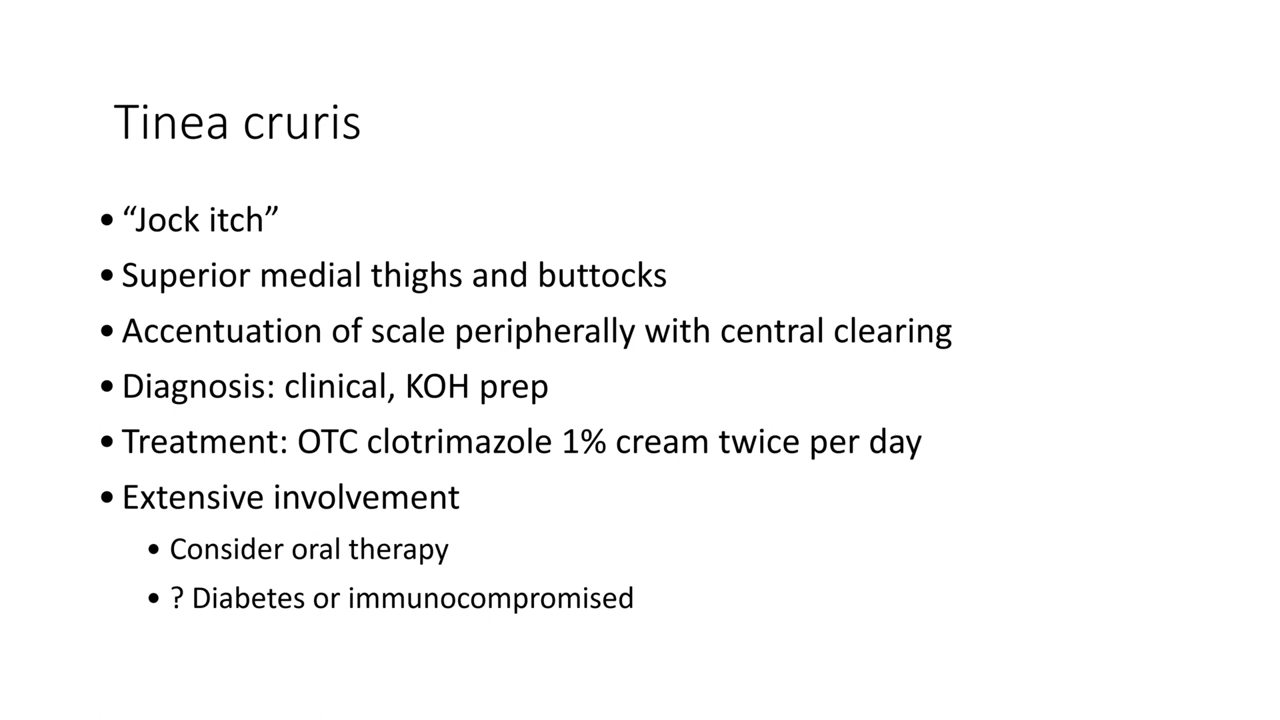 Tinea cruris
• “Jock itch”
• Superior medial thighs and buttocks
• Accentuation of scale peripherally with central clearing
• Diagnosis: clinical, KOH prep
• Treatment: OTC clotrimazole 1% cream twice per day
• Extensive involvement
• Consider oral therapy
• ? Diabetes or immunocompromised